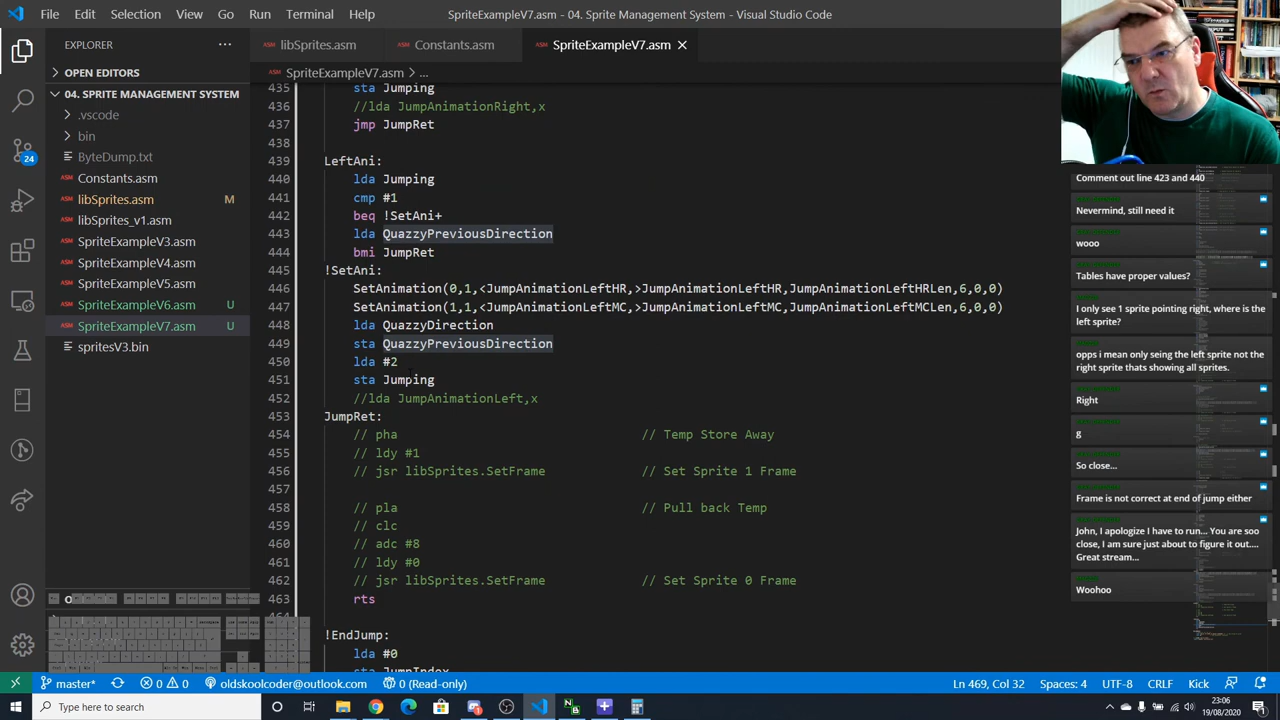 File Edit Selection View Go Run Terminal Help
SpriteExampleV7.asm - 04. Sprite Management System - Visual Studio Code
EXPLORER
OPEN EDITORS
04. SPRITE MANAGEMENT SYSTEM
.vscode
bin
ByteDump.txt
Constants.asm
libSprites.asm M
libSprites_v1.asm
SpriteExampleV3.asm
SpriteExampleV4.asm
SpriteExampleV5.asm
SpriteExampleV6.asm U
SpriteExampleV7.asm U
spritesV3.bin
24
libSprites.asm Constants.asm SpriteExampleV7.asm
SpriteExampleV7.asm > ...
435 sta Jumping
436 //lda JumpAnimationRight,x
437 jmp JumpRet
438
439 LeftAni:
440 lda Jumping
441 cmp #1
442 beq !SetAni+
443 lda QuazzyPreviousDirection
444 bmi JumpRet
445 !SetAni:
446 SetAnimation(0,1,<JumpAnimationLeftHR,>JumpAnimationLeftHR,JumpAnimationLeftHRLen,6,0,0)
447 SetAnimation(1,1,<JumpAnimationLeftMC,>JumpAnimationLeftMC,JumpAnimationLeftMCLen,6,0,0)
448 lda QuazzyDirection
449 sta QuazzyPreviousDirection
450 lda #2
451 sta Jumping
452 //lda JumpAnimationLeft,x
453 JumpRet:
454 // pha // Temp Store Away
455 // ldy #1
456 // jsr libSprites.SetFrame // Set Sprite 1 Frame
457
458 // pla // Pull back Temp
459 // clc
460 // adc #8
461 // ldy #0
462 // jsr libSprites.SetFrame // Set Sprite 0 Frame
463 rts
!EndJump:
466 lda #0
sta JumpIndex
Comment out line 423 and 440
Nevermind, still need it
wooo
Tables have proper values?
I only see 1 sprite pointing right, where is the
left sprite?
opps i mean only seing the left sprite not the
right sprite thats showing all sprites.
Right
g
So close...
Frame is not correct at end of jump either
John, I apologize I have to run... You are soo
close, I am sure just about to figure it out....
Great stream...
Woohoo
master* 0 0 oldskoolcoder@outlook.com 0 (Read-only) Ln 469, Col 32 Spaces: 4 UTF-8 CRLF Kick
Type here to search
23:06
19/08/2020